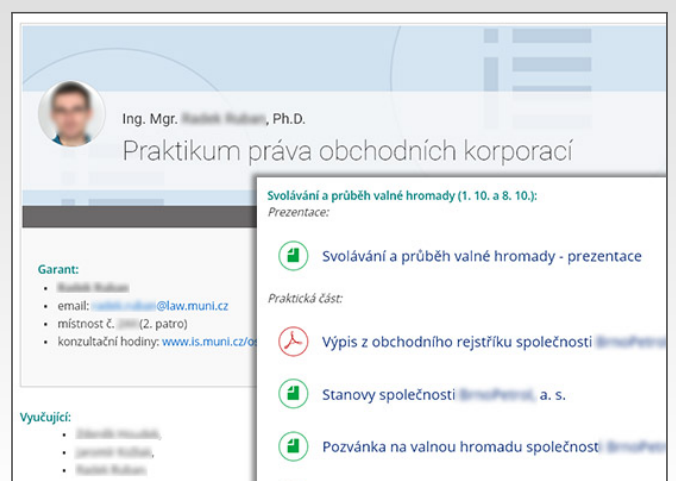 Ing. Mgr. , Ph.D.
Praktikum práva obchodních korporací
Garant:
email: @law.muni.cz
místnost č. (2. patro)
konzultační hodiny: www.is.muni.cz/os
Vyučující:
Svolávání a průběh valné hromady (1. 10. a 8. 10.):
Prezentace:
Svolávání a průběh valné hromady - prezentace
Praktická část:
Výpis z obchodního rejstříku společnosti
Stanovy společnosti , a. s.
Pozvánka na valnou hromadu společnost